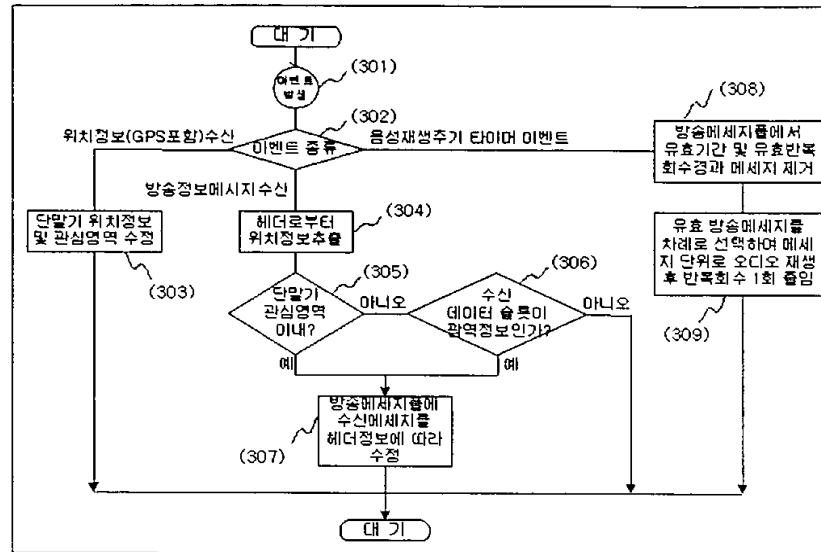 대 기
(301)
이벤트
발생
(302)
(308)
위치정보(GPS포함)수신
이벤트 종류
음성재생주기 타이머 이벤트
방송메세지풀에서
유효기간 및 유효반복
회수경과 메세지 제거
방송정보메시지 수신
단말기 위치정보
및 관심영역 수정
(303)
헤더로부터
위치정보추출
(304)
유효 방송메세지를
차례로 선택하여 메세
지 단위로 오디오 재생
후 반복회수 1회 줄임
(309)
(305)
(306)
단말기
관심영역
이내?
아니오
수신
데이터 슬롯이
광역정보인가?
아니오
예
예
방송메세지풀에
수신메세지를
헤더정보에 따라
수정
(307)
대 기